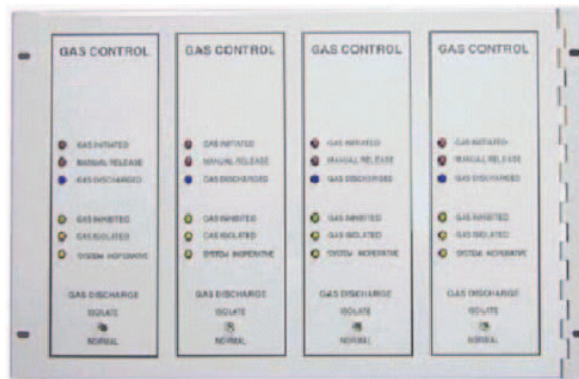 GAS CONTROL
GAS INITIATED
MANUAL RELEASE
GAS DISCHARGED
GAS INHIBITED
GAS ISOLATED
SYSTEM INOPERATIVE
GAS DISCHARGE
ISOLATE
NORMAL
GAS CONTROL
GAS INITIATED
MANUAL RELEASE
GAS DISCHARGED
GAS INHIBITED
GAS ISOLATED
SYSTEM INOPERATIVE
GAS DISCHARGE
ISOLATE
NORMAL
GAS CONTROL
GAS INITIATED
MANUAL RELEASE
GAS DISCHARGED
GAS INHIBITED
GAS ISOLATED
SYSTEM INOPERATIVE
GAS DISCHARGE
ISOLATE
NORMAL
GAS CONTROL
GAS INITIATED
MANUAL RELEASE
GAS DISCHARGED
GAS INHIBITED
GAS ISOLATED
SYSTEM INOPERATIVE
GAS DISCHARGE
ISOLATE
NORMAL